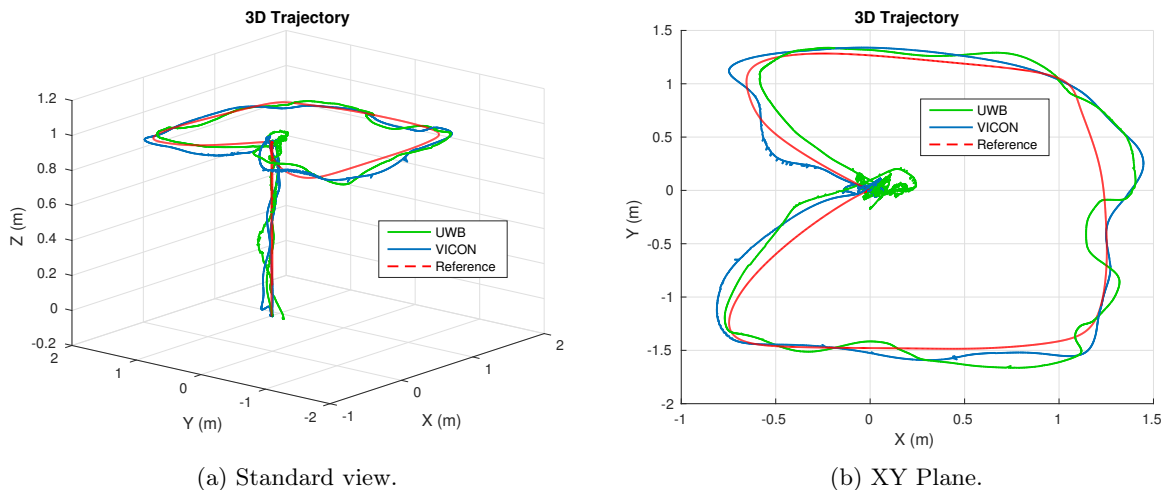 3D Trajectory
1.2
1
0.8
0.6
0.4
0.2
0
-0.2
Z (m)
2
1
0
-1
-2
Y (m)
-1
0
1
2
X (m)
UWB
VICON
Reference
(a) Standard view.
3D Trajectory
1.5
1
0.5
0
-0.5
-1
-1.5
-2
Y (m)
-1
-0.5
0
0.5
1
1.5
X (m)
UWB
VICON
Reference
(b) XY Plane.